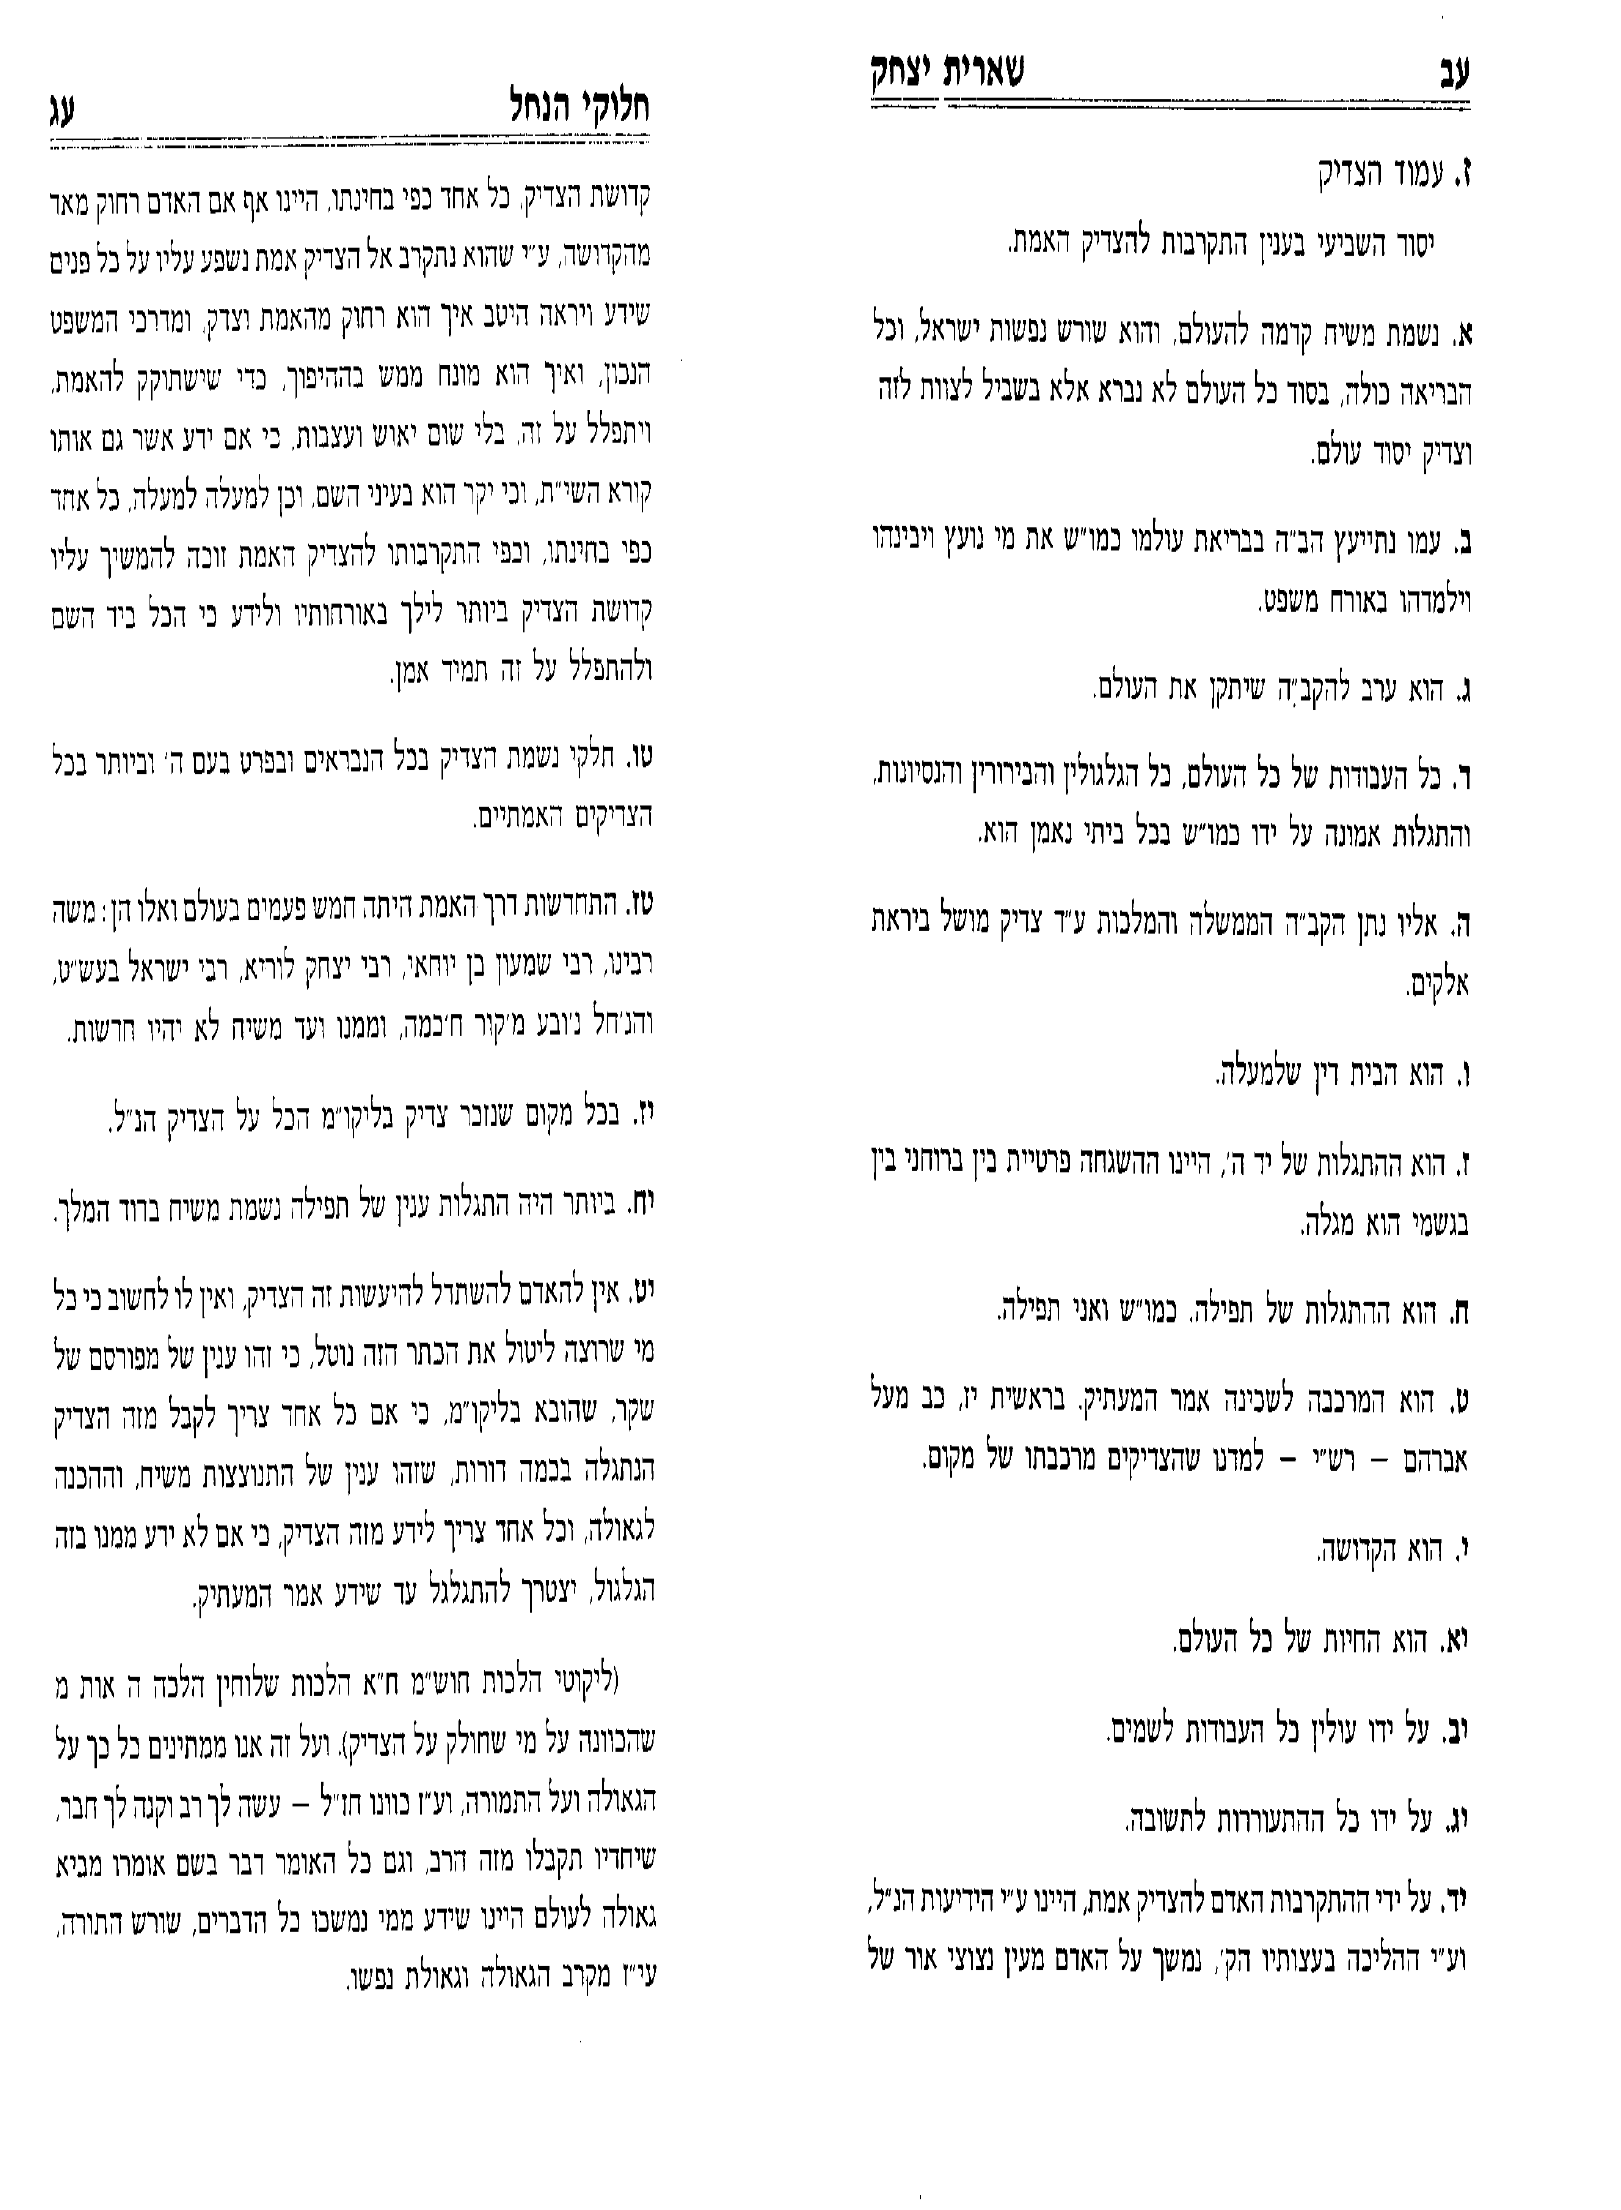 עב
שארית יצחק
ז. עמוד הצדיק
יסוד השביעי בענין התקרבות להצדיק האמת.
א. נשמת משיח קדמה להעולם, והוא שורש נפשות ישראל, וכל
הבריאה כולה, בסוד כל העולם לא נברא אלא בשביל לצוות לזה
וצדיק יסוד עולם.
ב. עמו נתייעץ הב״ה בבריאת עולמו כמו״ש את מי נועץ ויבינהו
וילמדהו באורח משפט.
ג. הוא ערב להקב״ה שיתקן את העולם.
ד. כל העבודות של כל העולם, כל הגלגולין והבירורין והנסיונות,
והתגלות אמונה על ידו כמו״ש בכל ביתי נאמן הוא.
ה. אליו נתן הקב״ה הממשלה והמלכות ע״ד צדיק מושל ביראת
אלקים.
ו. הוא הבית דין שלמעלה.
ז. הוא ההתגלות של יד ה׳, היינו ההשגחה פרטיית בין ברוחני בין
בגשמי הוא מגלה.
ח. הוא ההתגלות של תפילה, כמו״ש ואני תפילה.
ט. הוא המרכבה לשכינה אמר המעתיק. בראשית יז, כב מעל
אברהם – רש״י – למדנו שהצדיקים מרכבתו של מקום.
י. הוא הקדושה.
יא. הוא החיות של כל העולם.
יב. על ידו עולין כל העבודות לשמים.
יג. על ידו כל ההתעוררות לתשובה.
יד. על ידי ההתקרבות האדם להצדיק אמת, היינו ע״י הידיעות הנ״ל,
וע״י ההליכה בעצותיו הק׳, נמשך על האדם מעין נצוצי אור של
חלוקי הנחל
עג
קדושת הצדיק, כל אחד כפי בחינתו, היינו אף אם האדם רחוק מאד
מהקדושה, ע״י שהוא נתקרב אל הצדיק אמת נשפע עליו על כל פנים
שידע ויראה היטב איך הוא רחוק מהאמת וצדק, ומדרכי המשפט
הנכון, ואיך הוא מונח ממש בההיפוך, כדי שישתוקק להאמת,
ויתפלל על זה, בלי שום יאוש ועצבות, כי אם ידע אשר גם אותו
קורא השי״ת, וכי יקר הוא בעיני השם, וכן למעלה למעלה, כל אחד
כפי בחינתו, וכפי התקרבותו להצדיק האמת זוכה להמשיך עליו
קדושת הצדיק ביותר לילך באורחותיו ולידע כי הכל ביד השם
ולהתפלל על זה תמיד אמן.
טו. חלקי נשמת הצדיק בכל הנבראים ובפרט בעם ה׳ וביותר בכל
הצדיקים האמתיים.
טז. התחדשות דרך האמת היתה חמש פעמים בעולם ואלו הן: משה
רבינו, רבי שמעון בן יוחאי, רבי יצחק לוריא, רבי ישראל בעש״ט,
והנ׳חל נ׳ובע מ׳קור ח׳כמה, וממנו ועד משיח לא יהיו חדשות.
יז. בכל מקום שנזכר צדיק בליקו״מ הכל על הצדיק הנ״ל.
יח. ביותר היה התגלות ענין של תפילה נשמת משיח בדוד המלך.
יט. אין להאדם להשתדל להיעשות זה הצדיק, ואין לו לחשוב כי כל
מי שרוצה ליטול את הכתר הזה נוטל, כי זהו ענין של מפורסם של
שקר, שהובא בליקו״מ, כי אם כל אחד צריך לקבל מזה הצדיק
הנתגלה בכמה דורות, שזהו ענין של התנוצצות משיח, וההכנה
לגאולה, וכל אחד צריך לידע מזה הצדיק, כי אם לא ידע ממנו בזה
הגלגול, יצטרך להתגלגל עד שידע אמר המעתיק.
(ליקוטי הלכות חוש״מ ח״א הלכות שלוחין הלכה ה אות מ
שהכוונה על מי שחולק על הצדיק). ועל זה אנו ממתינים כל כך על
הגאולה ועל התמורה, וע״ז כוונו חז״ל – עשה לך רב וקנה לך חבר,
שיחדיו תקבלו מזה הרב, וגם כל האומר דבר בשם אומרו מביא
גאולה לעולם היינו שידע ממי נמשכו כל הדברים, שורש התורה,
עי״ז מקרב הגאולה וגאולת נפשו.